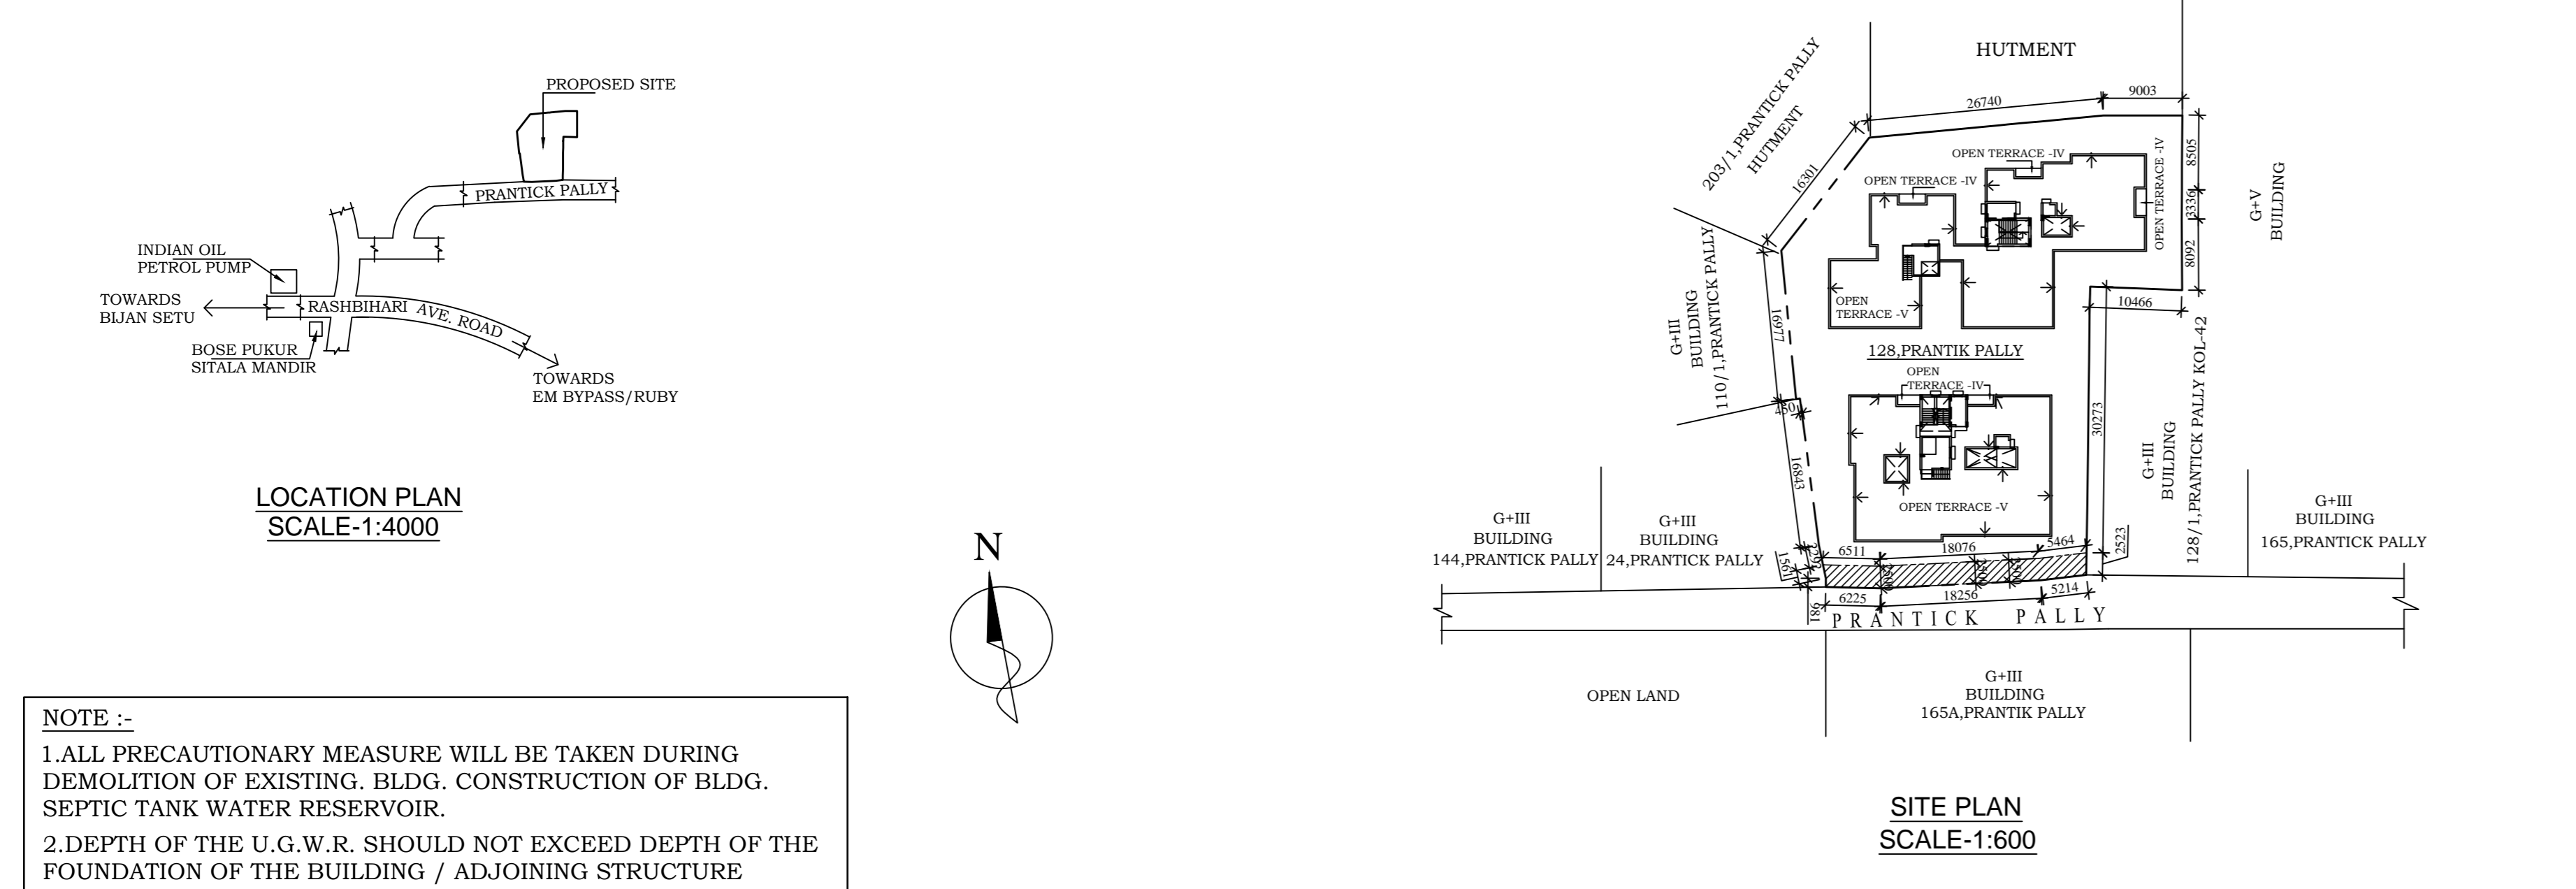 PROPOSED SITE
PRANTICK PALLY
INDIAN OIL
PETROL PUMP
TOWARDS
BIJAN SETU
RASHBIHARI AVE. ROAD
BOSE PUKUR
SITALA MANDIR
TOWARDS
EM BYPASS/RUBY
LOCATION PLAN
SCALE-1:4000
N
NOTE :-
1.ALL PRECAUTIONARY MEASURE WILL BE TAKEN DURING
DEMOLITION OF EXISTING. BLDG. CONSTRUCTION OF BLDG.
SEPTIC TANK WATER RESERVOIR.
2.DEPTH OF THE U.G.W.R. SHOULD NOT EXCEED DEPTH OF THE
FOUNDATION OF THE BUILDING / ADJOINING STRUCTURE
HUTMENT
203/1,PRANTICK PALLY
HUTMENT
26740
9003
16301
8505
3336
8092
OPEN TERRACE -IV
OPEN TERRACE -IV
OPEN TERRACE -IV
G+V
BUILDING
OPEN
TERRACE -V
10466
16977
G+III
BUILDING
110/1,PRANTICK PALLY
128,PRANTIK PALLY
OPEN
TERRACE -IV
450
30273
G+III
BUILDING
128/1,PRANTICK PALLY KOL-42
16843
OPEN TERRACE -V
G+III
BUILDING
144,PRANTICK PALLY
G+III
BUILDING
24,PRANTICK PALLY
G+III
BUILDING
165,PRANTICK PALLY
6511
18076
5464
2523
1561
981
6225
18256
5214
PRANTICK PALLY
OPEN LAND
G+III
BUILDING
165A,PRANTIK PALLY
SITE PLAN
SCALE-1:600